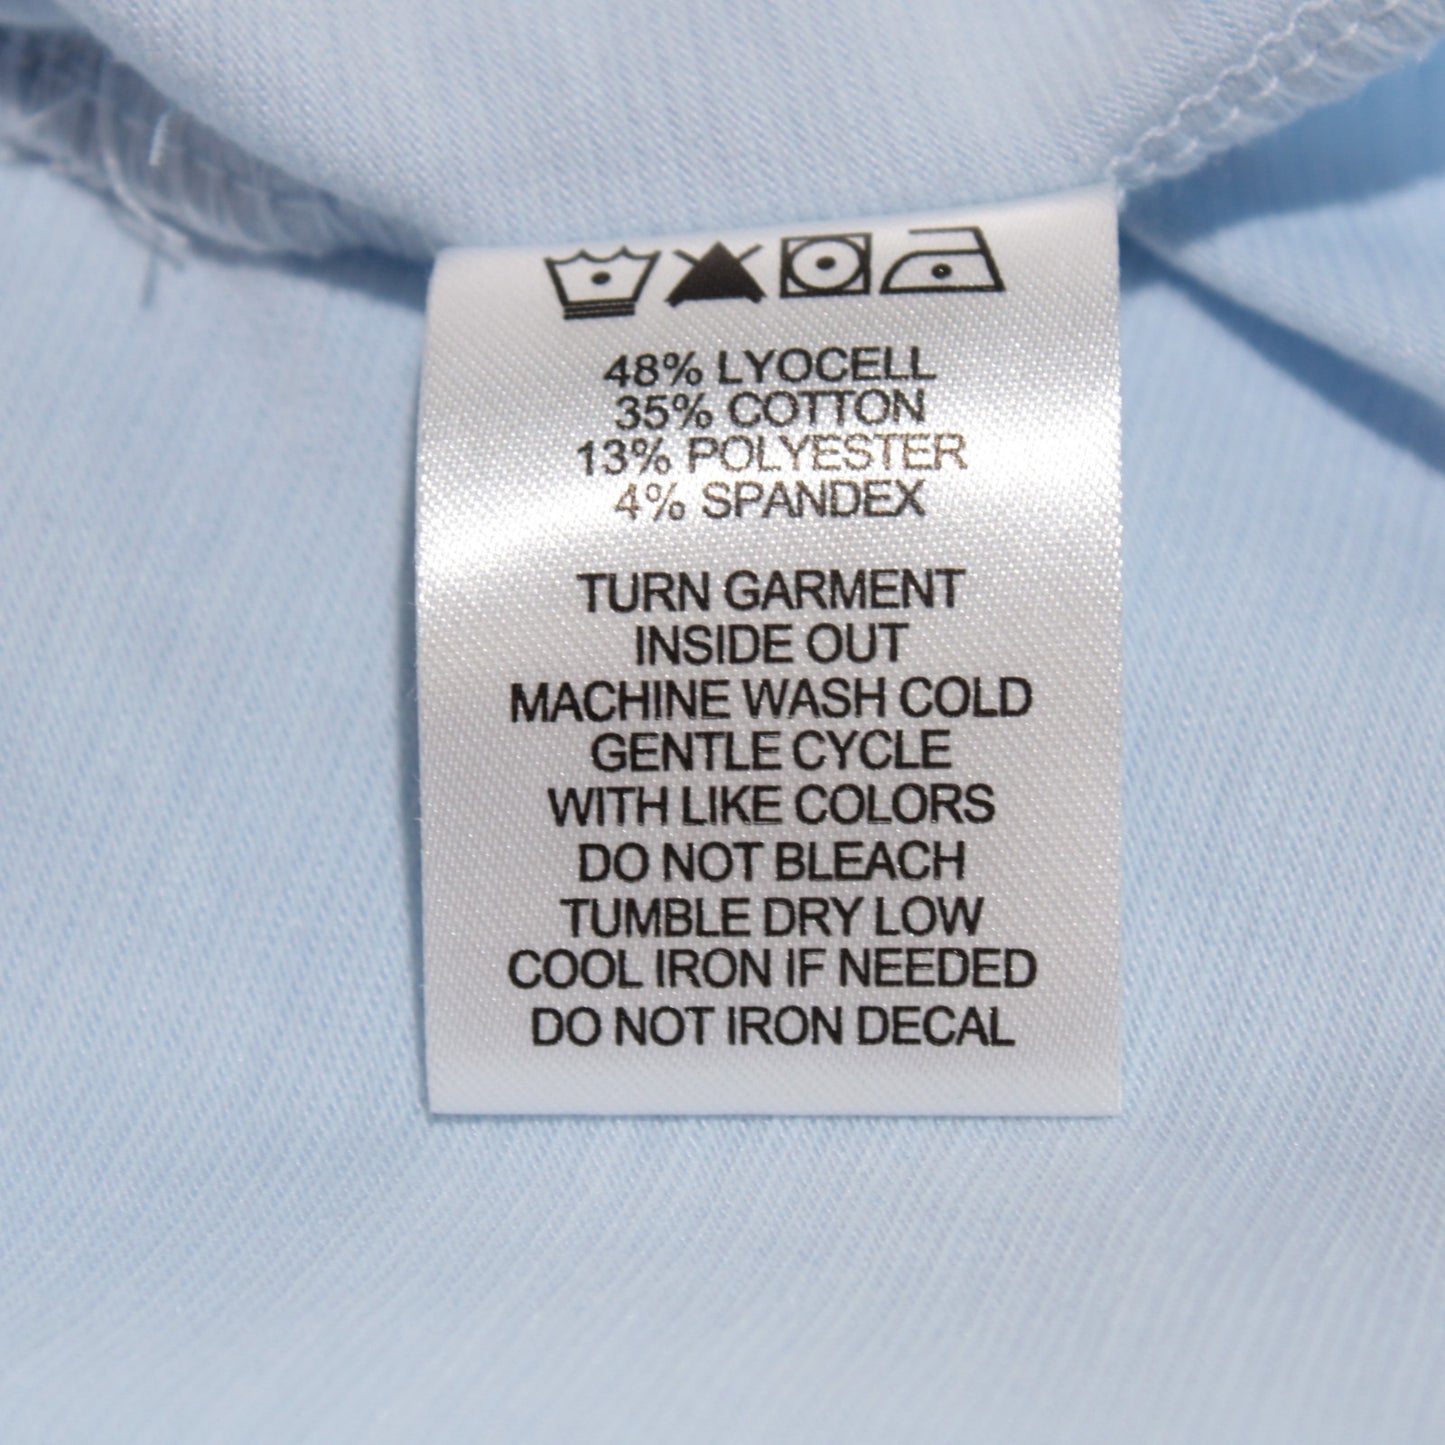 48% LYOCELL
35% COTTON
13% POLYESTER
4% SPANDEX
TURN GARMENT
INSIDE OUT
MACHINE WASH COLD
GENTLE CYCLE
WITH LIKE COLORS
DO NOT BLEACH
TUMBLE DRY LOW
COOL IRON IF NEEDED
DO NOT IRON DECAL